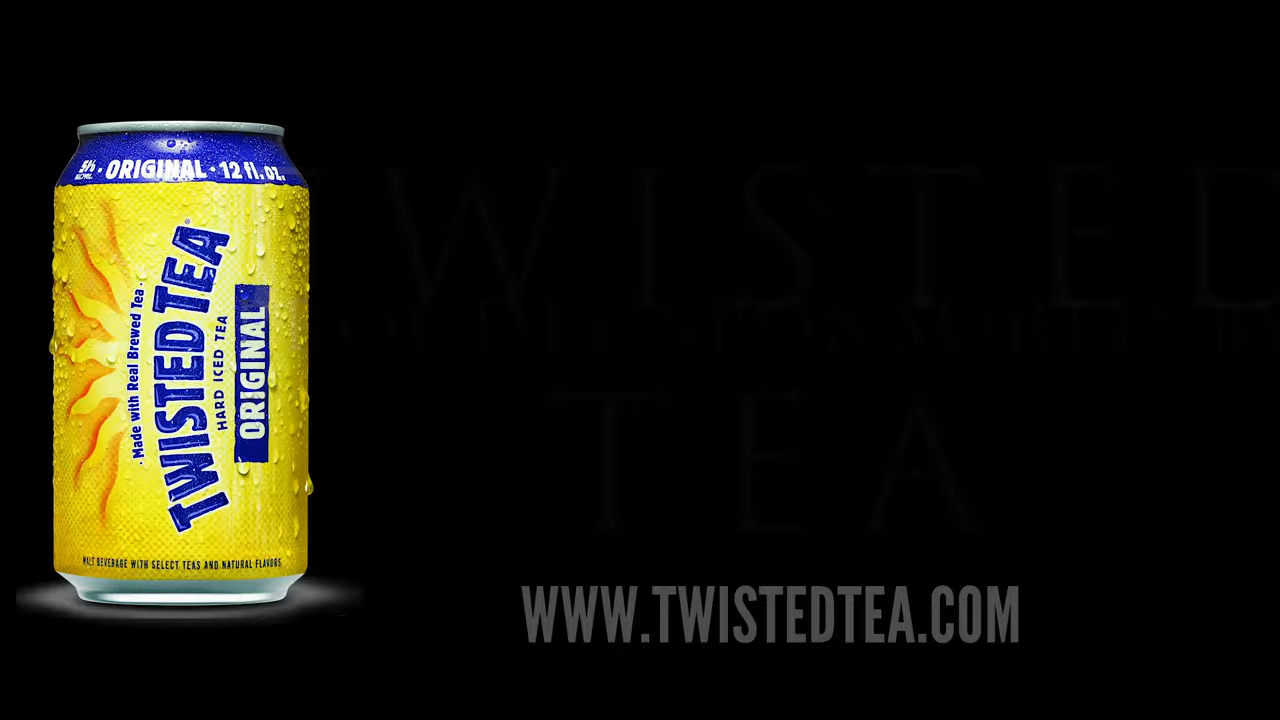 5% ALC/VOL. · ORIGINAL · 12 fl. oz.
· Made with Real Brewed Tea ·
TWISTED TEA®
HARD ICED TEA
ORIGINAL
MALT BEVERAGE WITH SELECT TEAS AND NATURAL FLAVORS
TWISTED
TEA
WWW.TWISTEDTEA.COM